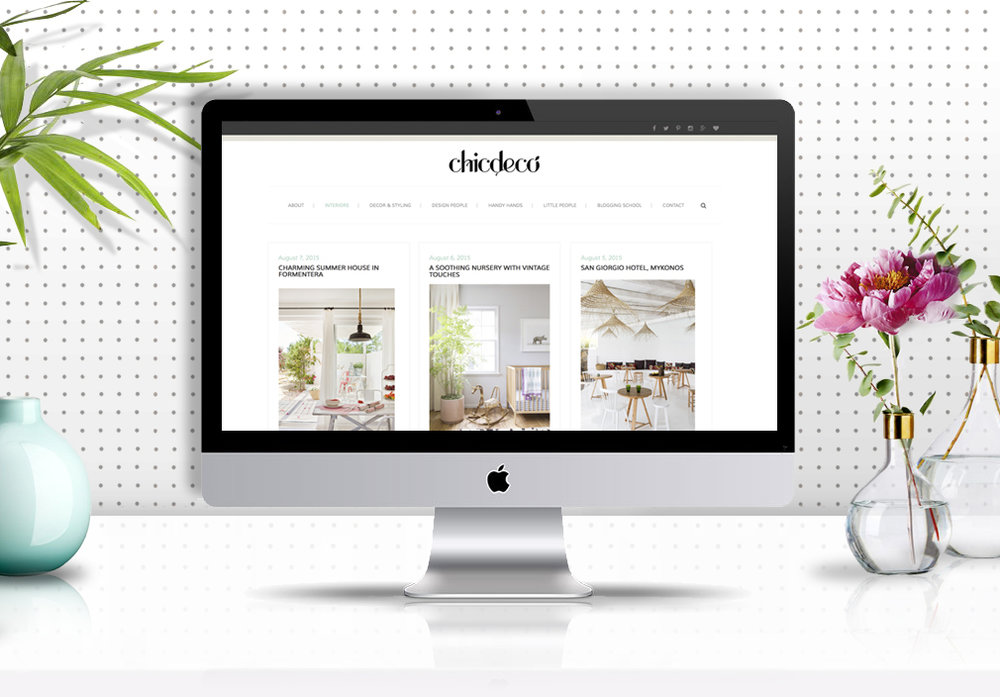 chicdeco
ABOUT | INTERIORS | DECOR & STYLING | DESIGN PEOPLE | HANDY HANDS | LITTLE PEOPLE | BLOGGING SCHOOL | CONTACT
August 7, 2015
CHARMING SUMMER HOUSE IN
FORMENTERA
August 6, 2015
A SOOTHING NURSERY WITH VINTAGE
TOUCHES
August 5, 2015
SAN GIORGIO HOTEL, MYKONOS